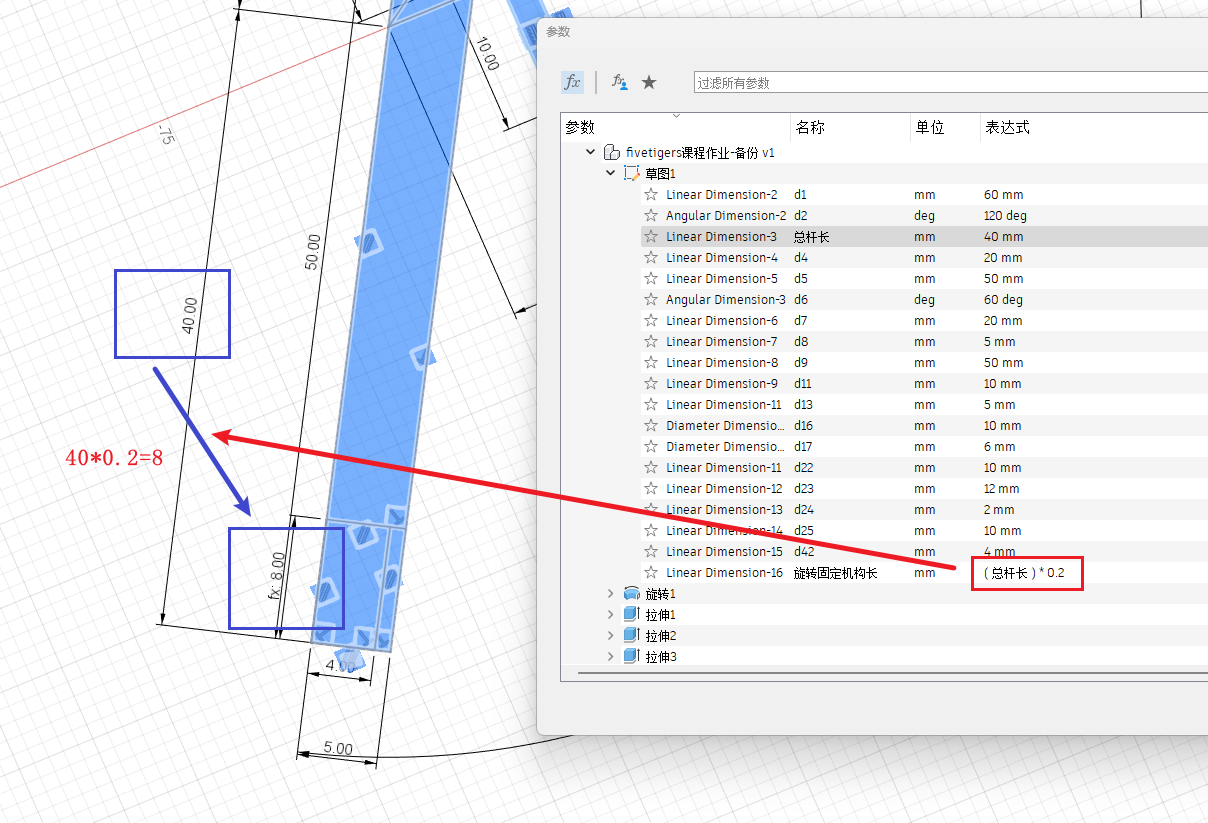 参数
fx
过滤所有参数
参数 名称 单位 表达式
fivetigers课程作业-备份 v1
草图1
Linear Dimension-2 d1 mm 60 mm
Angular Dimension-2 d2 deg 120 deg
Linear Dimension-3 总杆长 mm 40 mm
Linear Dimension-4 d4 mm 20 mm
Linear Dimension-5 d5 mm 50 mm
Angular Dimension-3 d6 deg 60 deg
Linear Dimension-6 d7 mm 20 mm
Linear Dimension-7 d8 mm 5 mm
Linear Dimension-8 d9 mm 50 mm
Linear Dimension-9 d11 mm 10 mm
Linear Dimension-11 d13 mm 5 mm
Diameter Dimensio... d16 mm 10 mm
Diameter Dimensio... d17 mm 6 mm
Linear Dimension-11 d22 mm 10 mm
Linear Dimension-12 d23 mm 12 mm
Linear Dimension-13 d24 mm 2 mm
Linear Dimension-14 d25 mm 10 mm
Linear Dimension-15 d42 mm 4 mm
Linear Dimension-16 旋转固定机构长 mm ( 总杆长 ) * 0.2
旋转1
拉伸1
拉伸2
拉伸3
10.00
-75
50.00
40.00
40*0.2=8
fx: 8.00
4.00
5.00